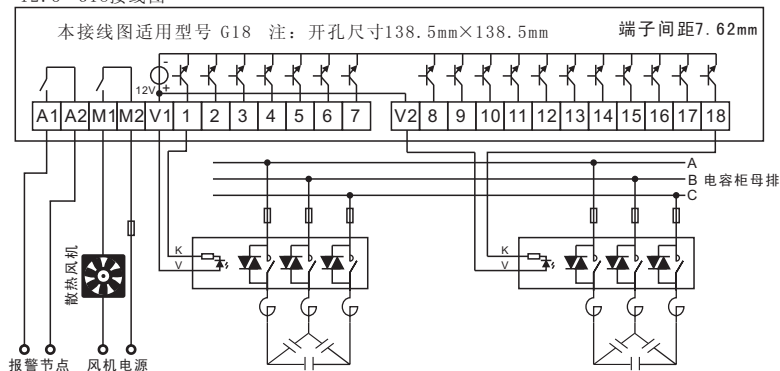 本接线图适用型号 G18 注：开孔尺寸138.5mm×138.5mm
端子间距7.62mm
12V
-
+
A1 A2 M1 M2 V1 1 2 3 4 5 6 7
V2 8 9 10 11 12 13 14 15 16 17 18
A
B 电容柜母排
C
K
V
K
V
散热风机
报警节点
风机电源